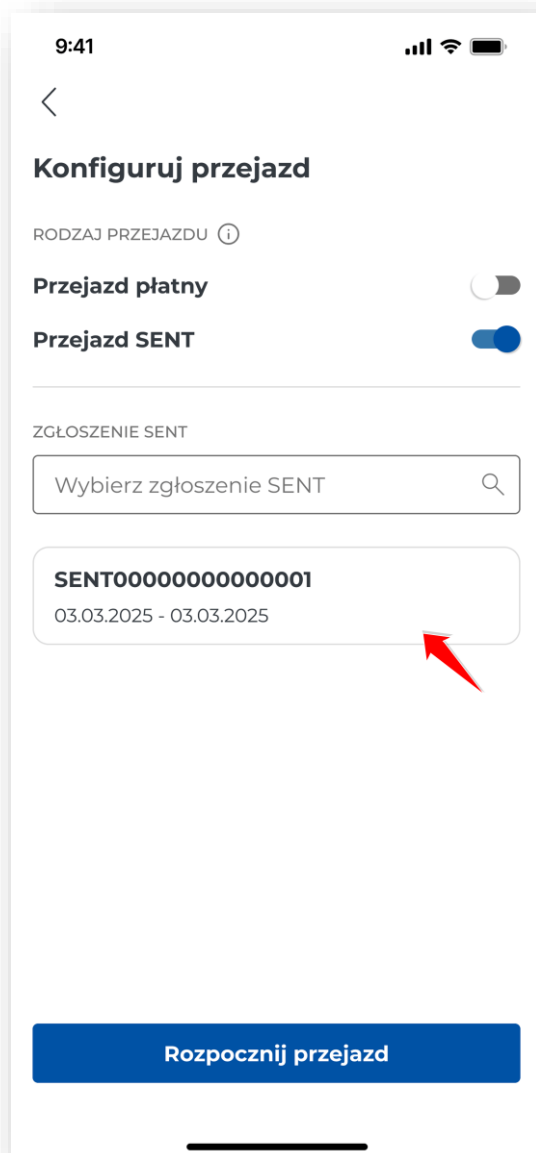 9:41
Konfiguruj przejazd
RODZAJ PRZEJAZDU
Przejazd płatny
Przejazd SENT
ZGŁOSZENIE SENT
Wybierz zgłoszenie SENT
SENT00000000000001
03.03.2025 - 03.03.2025
Rozpocznij przejazd